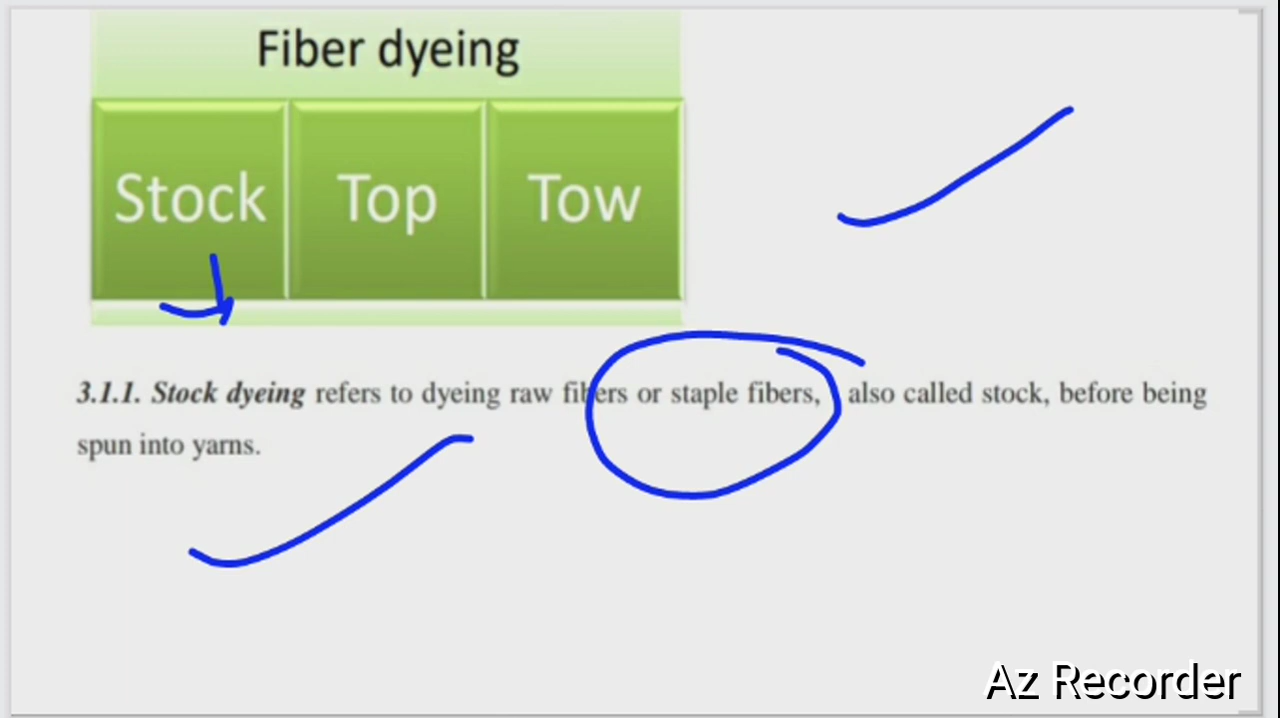 Fiber dyeing
Stock Top Tow
3.1.1. Stock dyeing refers to dyeing raw fibers or staple fibers, also called stock, before being
spun into yarns.
Az Recorder